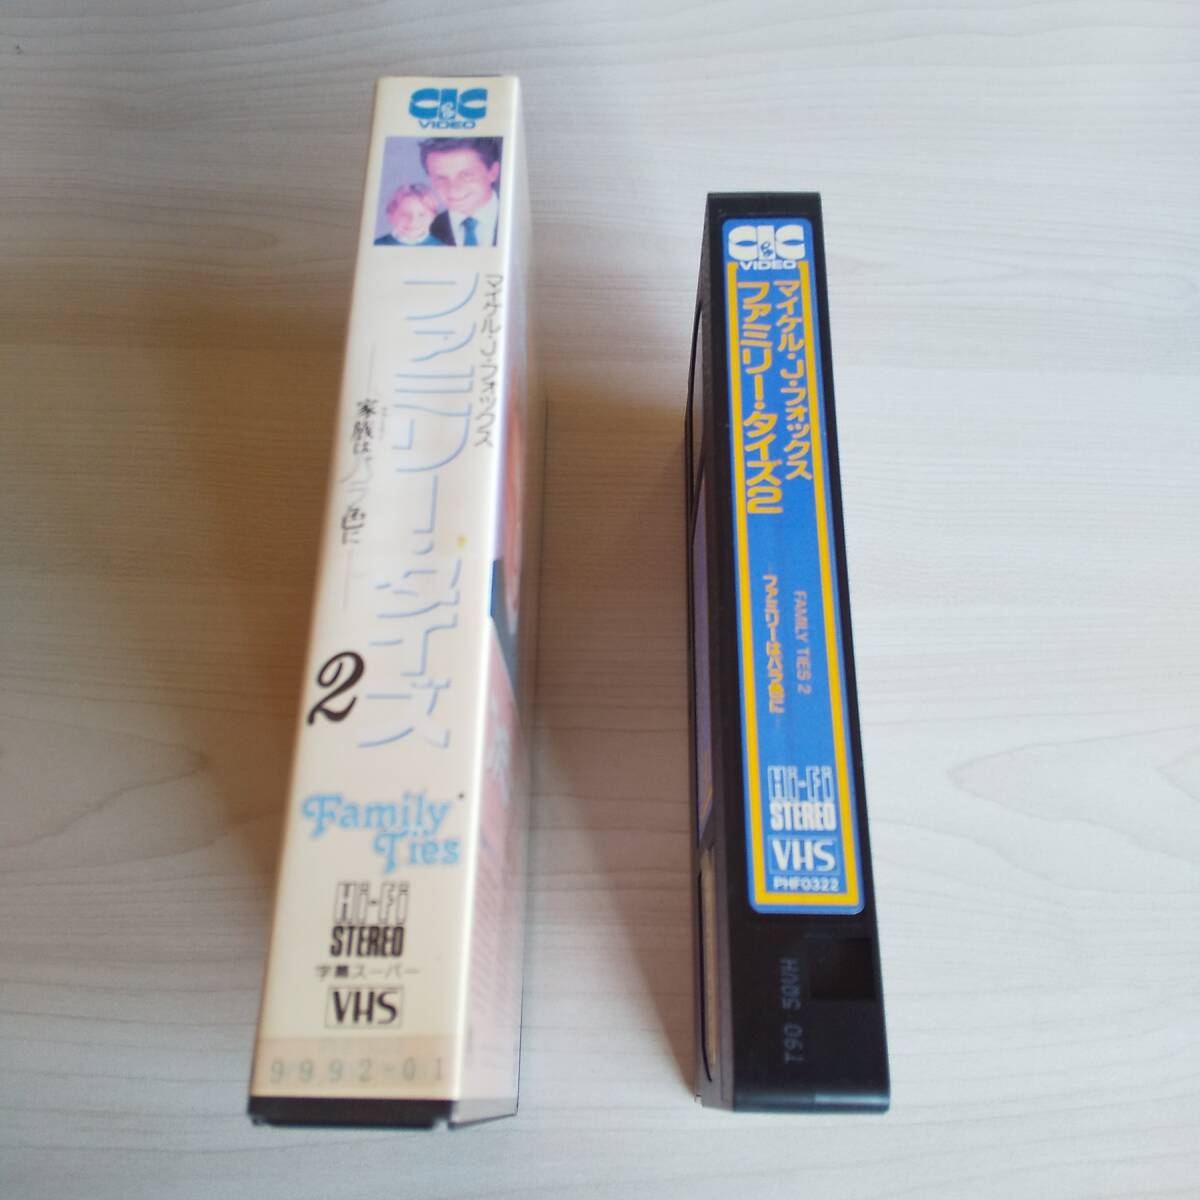 CIC
VIDEO
マイケル・J・フォックス
ファミリー・タイズ
家族はバラ色に
2
Family
Ties
Hi-Fi
STEREO
字幕スーパー
VHS
9992-01
CIC
VIDEO
マイケル・J・フォックス
ファミリー・タイズ2
FAMILY TIES 2
ファミリーはバラ色に
Hi-Fi
STEREO
VHS
PHF0322
T90 5QVH